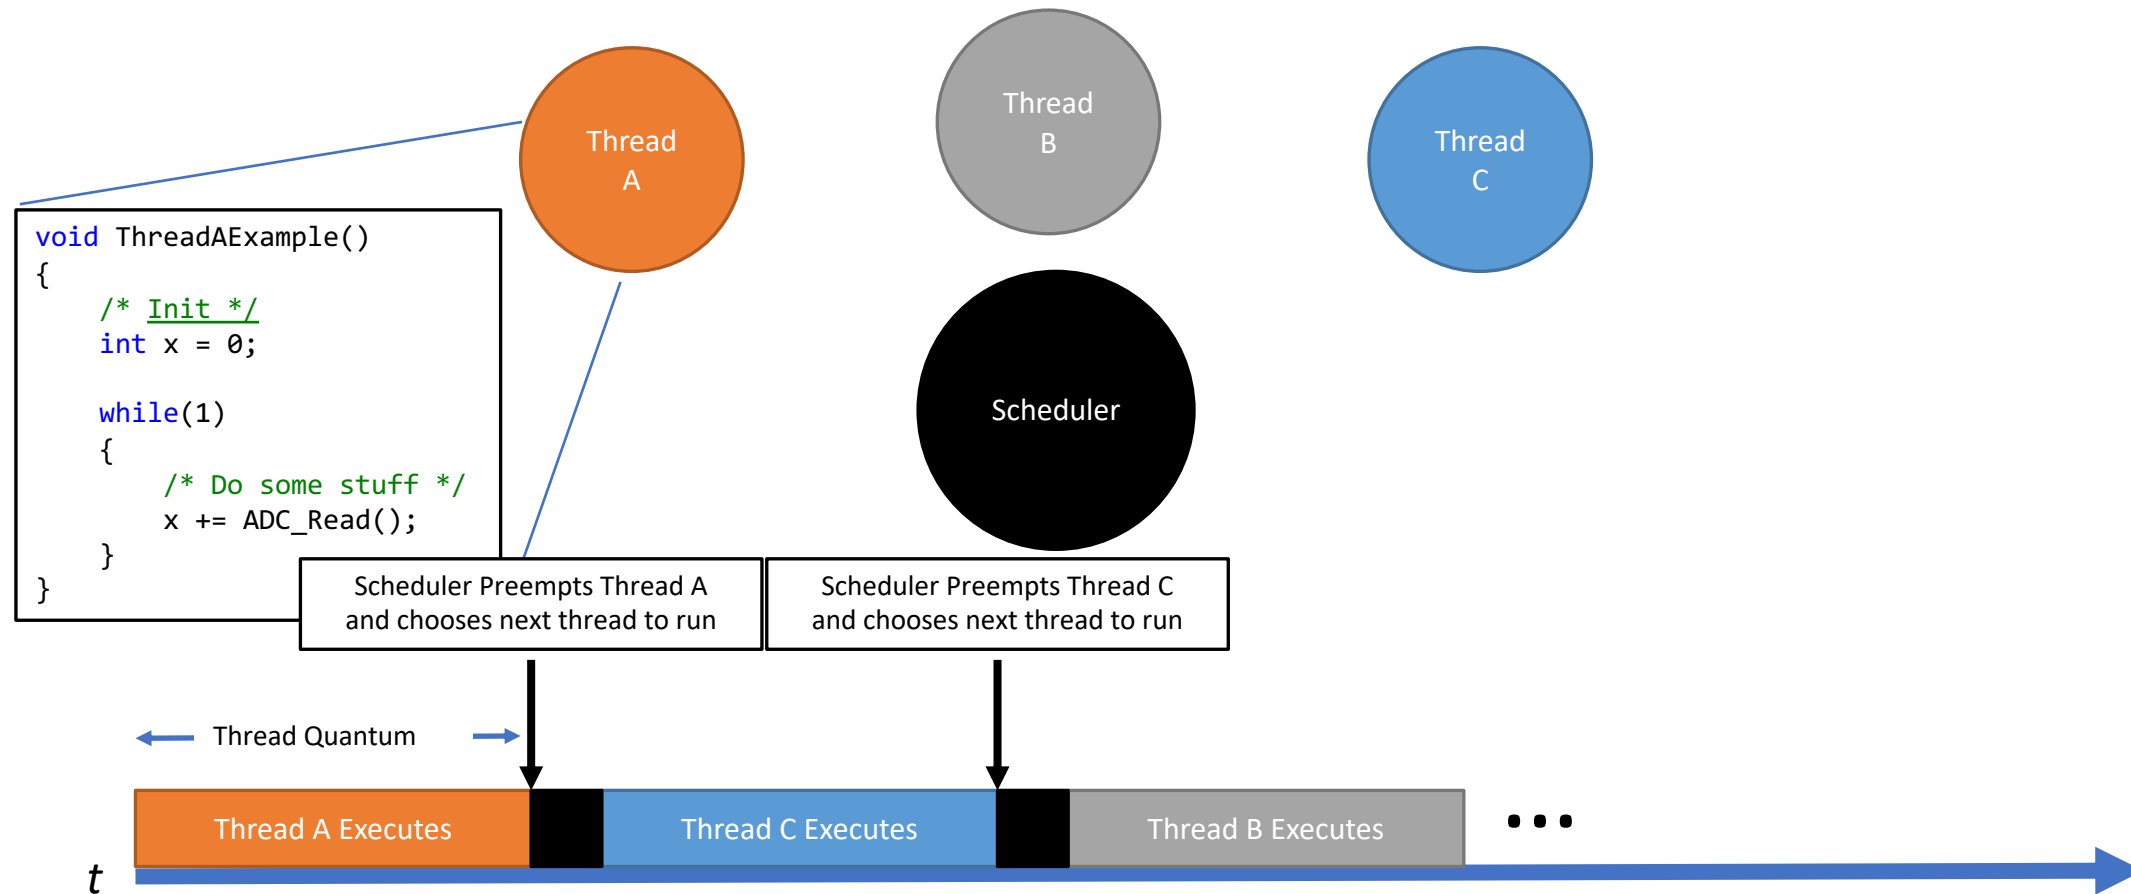 Thread
A
Thread
B
Thread
C
void ThreadAExample()
{
    /* Init */
    int x = 0;
    while(1)
    {
        /* Do some stuff */
        x += ADC_Read();
    }
}
Scheduler
Scheduler Preempts Thread A
and chooses next thread to run
Scheduler Preempts Thread C
and chooses next thread to run
Thread Quantum
Thread A Executes
Thread C Executes
Thread B Executes
...
t